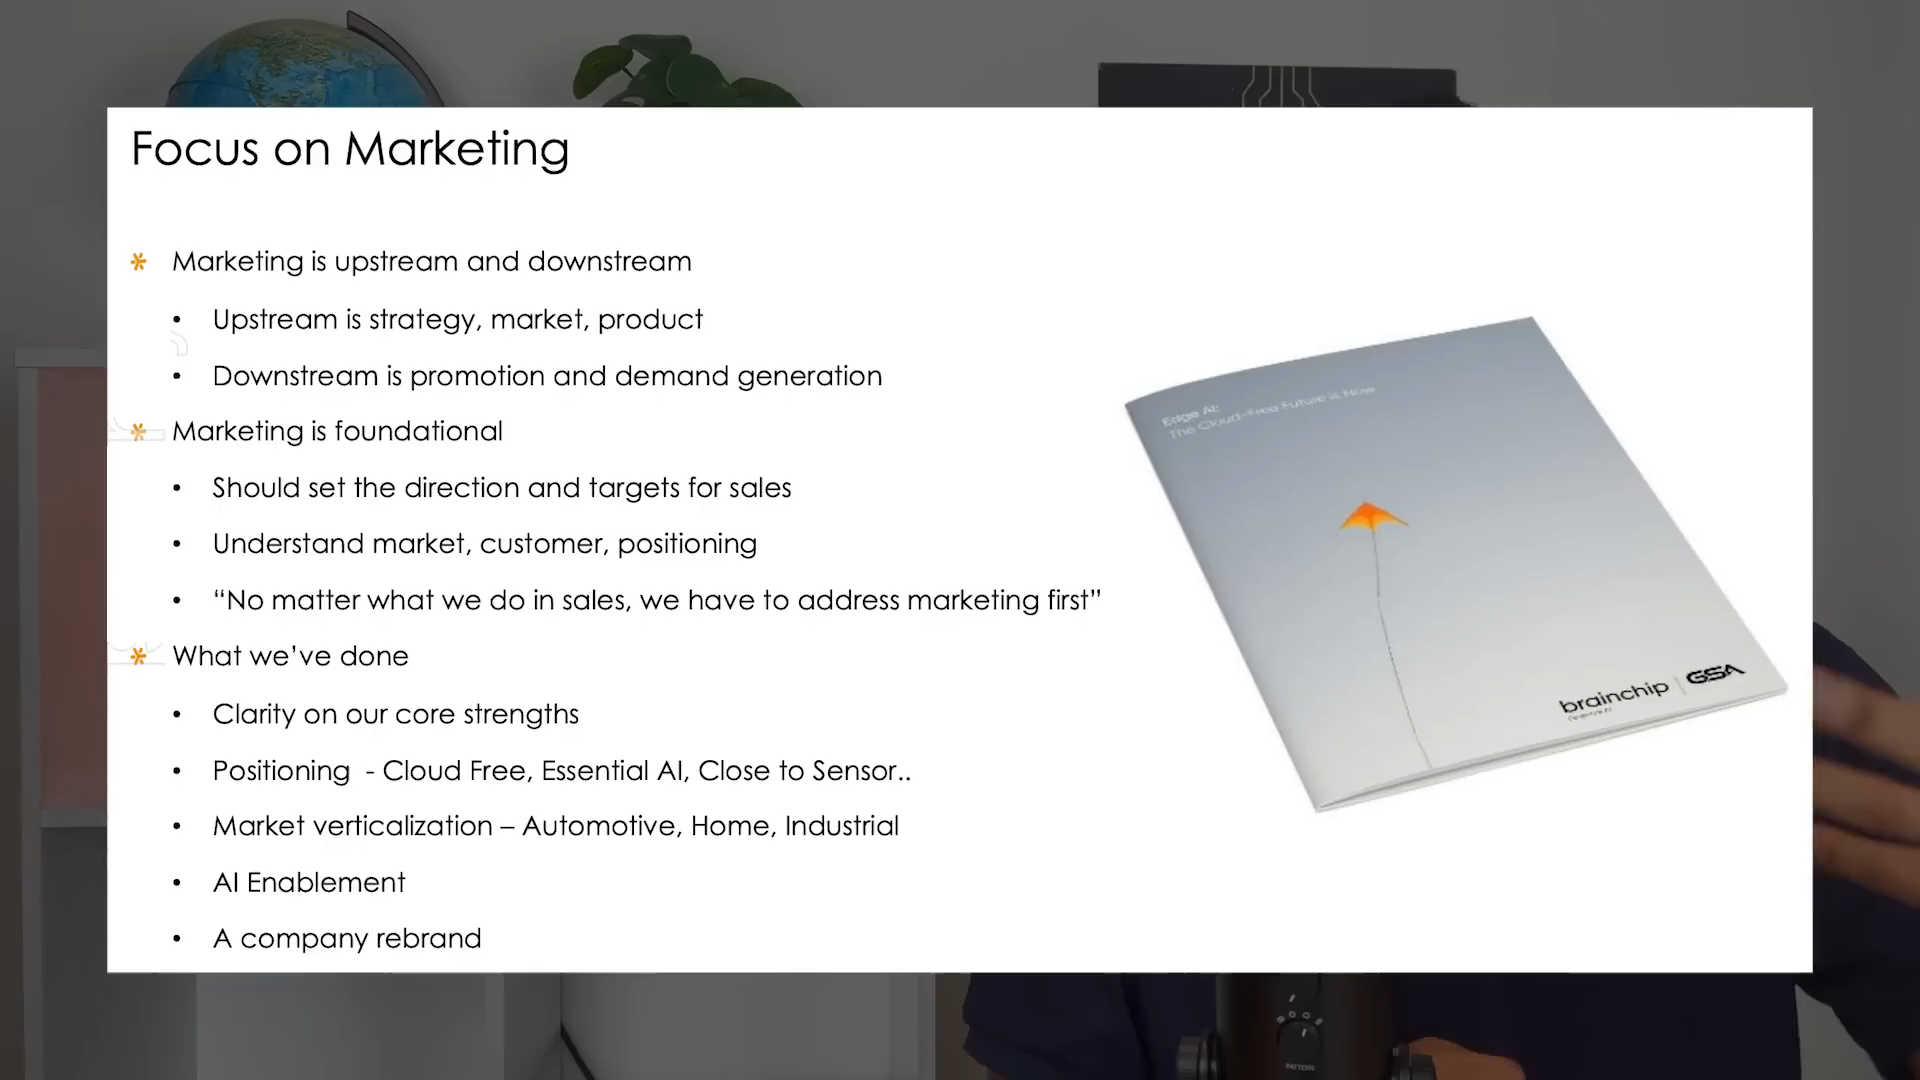 Focus on Marketing
* Marketing is upstream and downstream
• Upstream is strategy, market, product
• Downstream is promotion and demand generation
* Marketing is foundational
• Should set the direction and targets for sales
• Understand market, customer, positioning
• “No matter what we do in sales, we have to address marketing first”
* What we’ve done
• Clarity on our core strengths
• Positioning  - Cloud Free, Essential AI, Close to Sensor..
• Market verticalization – Automotive, Home, Industrial
• AI Enablement
• A company rebrand
Edge AI:
The Cloud-Free Future is Now
brainchip | GSA